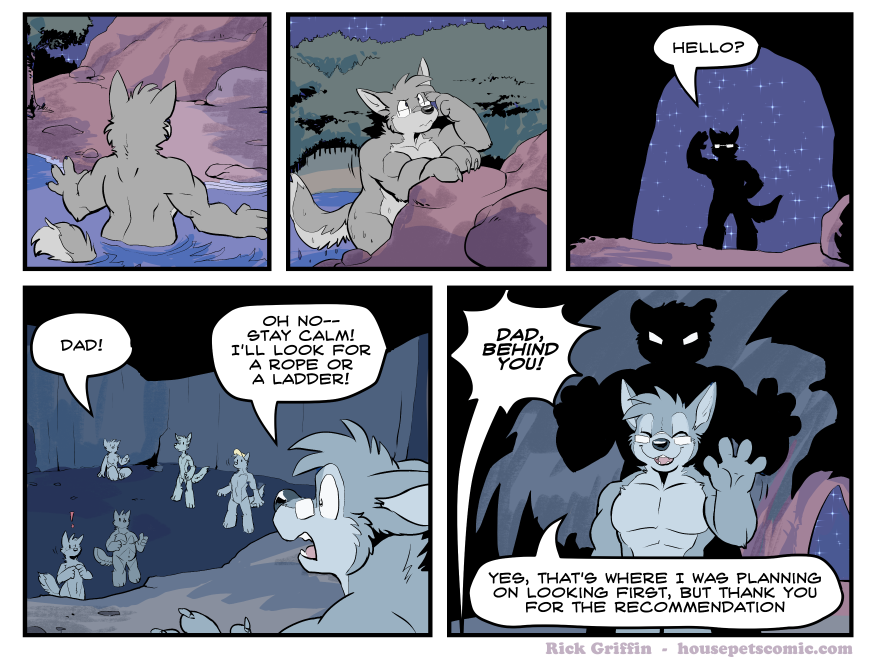 HELLO?
DAD!
OH NO--
STAY CALM!
I'LL LOOK FOR
A ROPE OR
A LADDER!
!
DAD,
BEHIND
YOU!
YES, THAT'S WHERE I WAS PLANNING
ON LOOKING FIRST, BUT THANK YOU
FOR THE RECOMMENDATION
Rick Griffin - housepetscomic.com